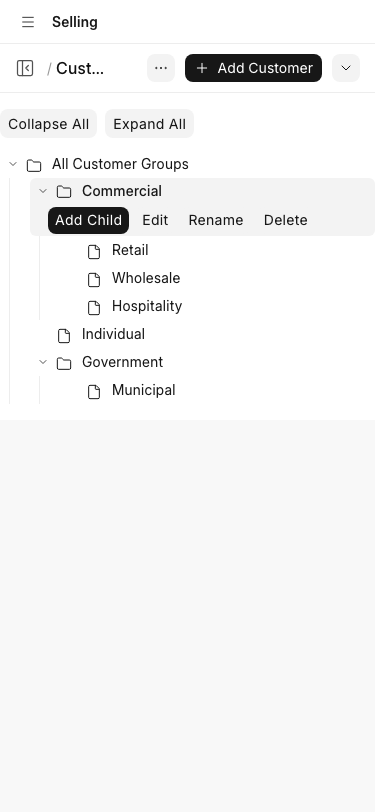 Selling
/ Cust... ... Add Customer
Collapse All Expand All
All Customer Groups
Commercial
Add Child Edit Rename Delete
Retail
Wholesale
Hospitality
Individual
Government
Municipal